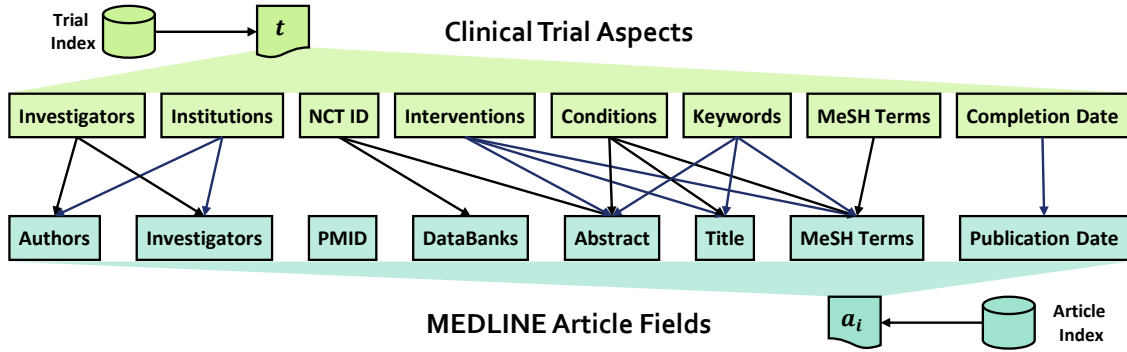 Trial
Index
t
Clinical Trial Aspects
Investigators
Institutions
NCT ID
Interventions
Conditions
Keywords
MeSH Terms
Completion Date
Authors
Investigators
PMID
DataBanks
Abstract
Title
MeSH Terms
Publication Date
MEDLINE Article Fields
aᵢ
Article
Index